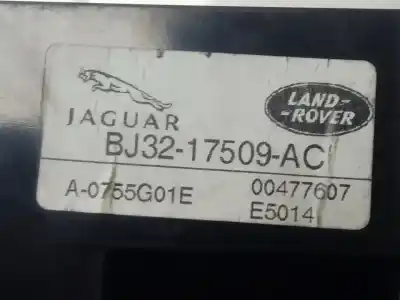 JAGUAR
LAND-
-ROVER
BJ32-17509-AC
A-0755G01E 00477607
E5014